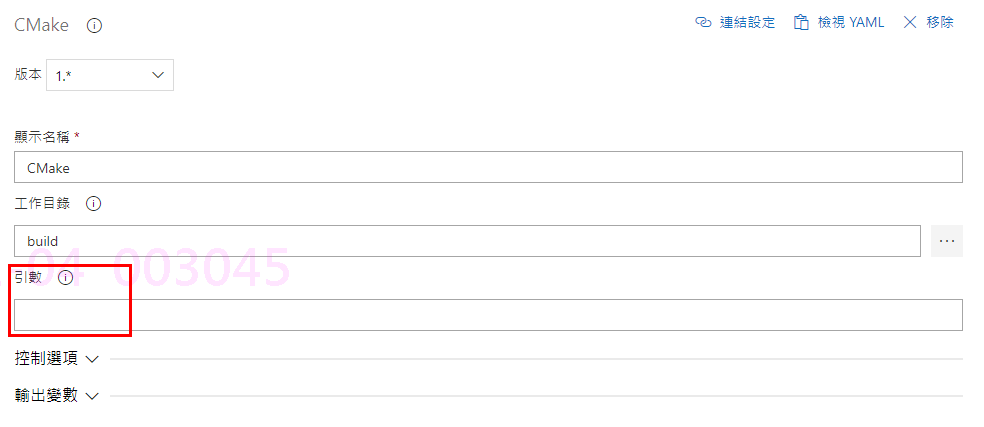 CMake
連結設定 檢視 YAML 移除
版本 1.*
顯示名稱 *
CMake
工作目錄
build
04 003045
引數
控制選項
輸出變數